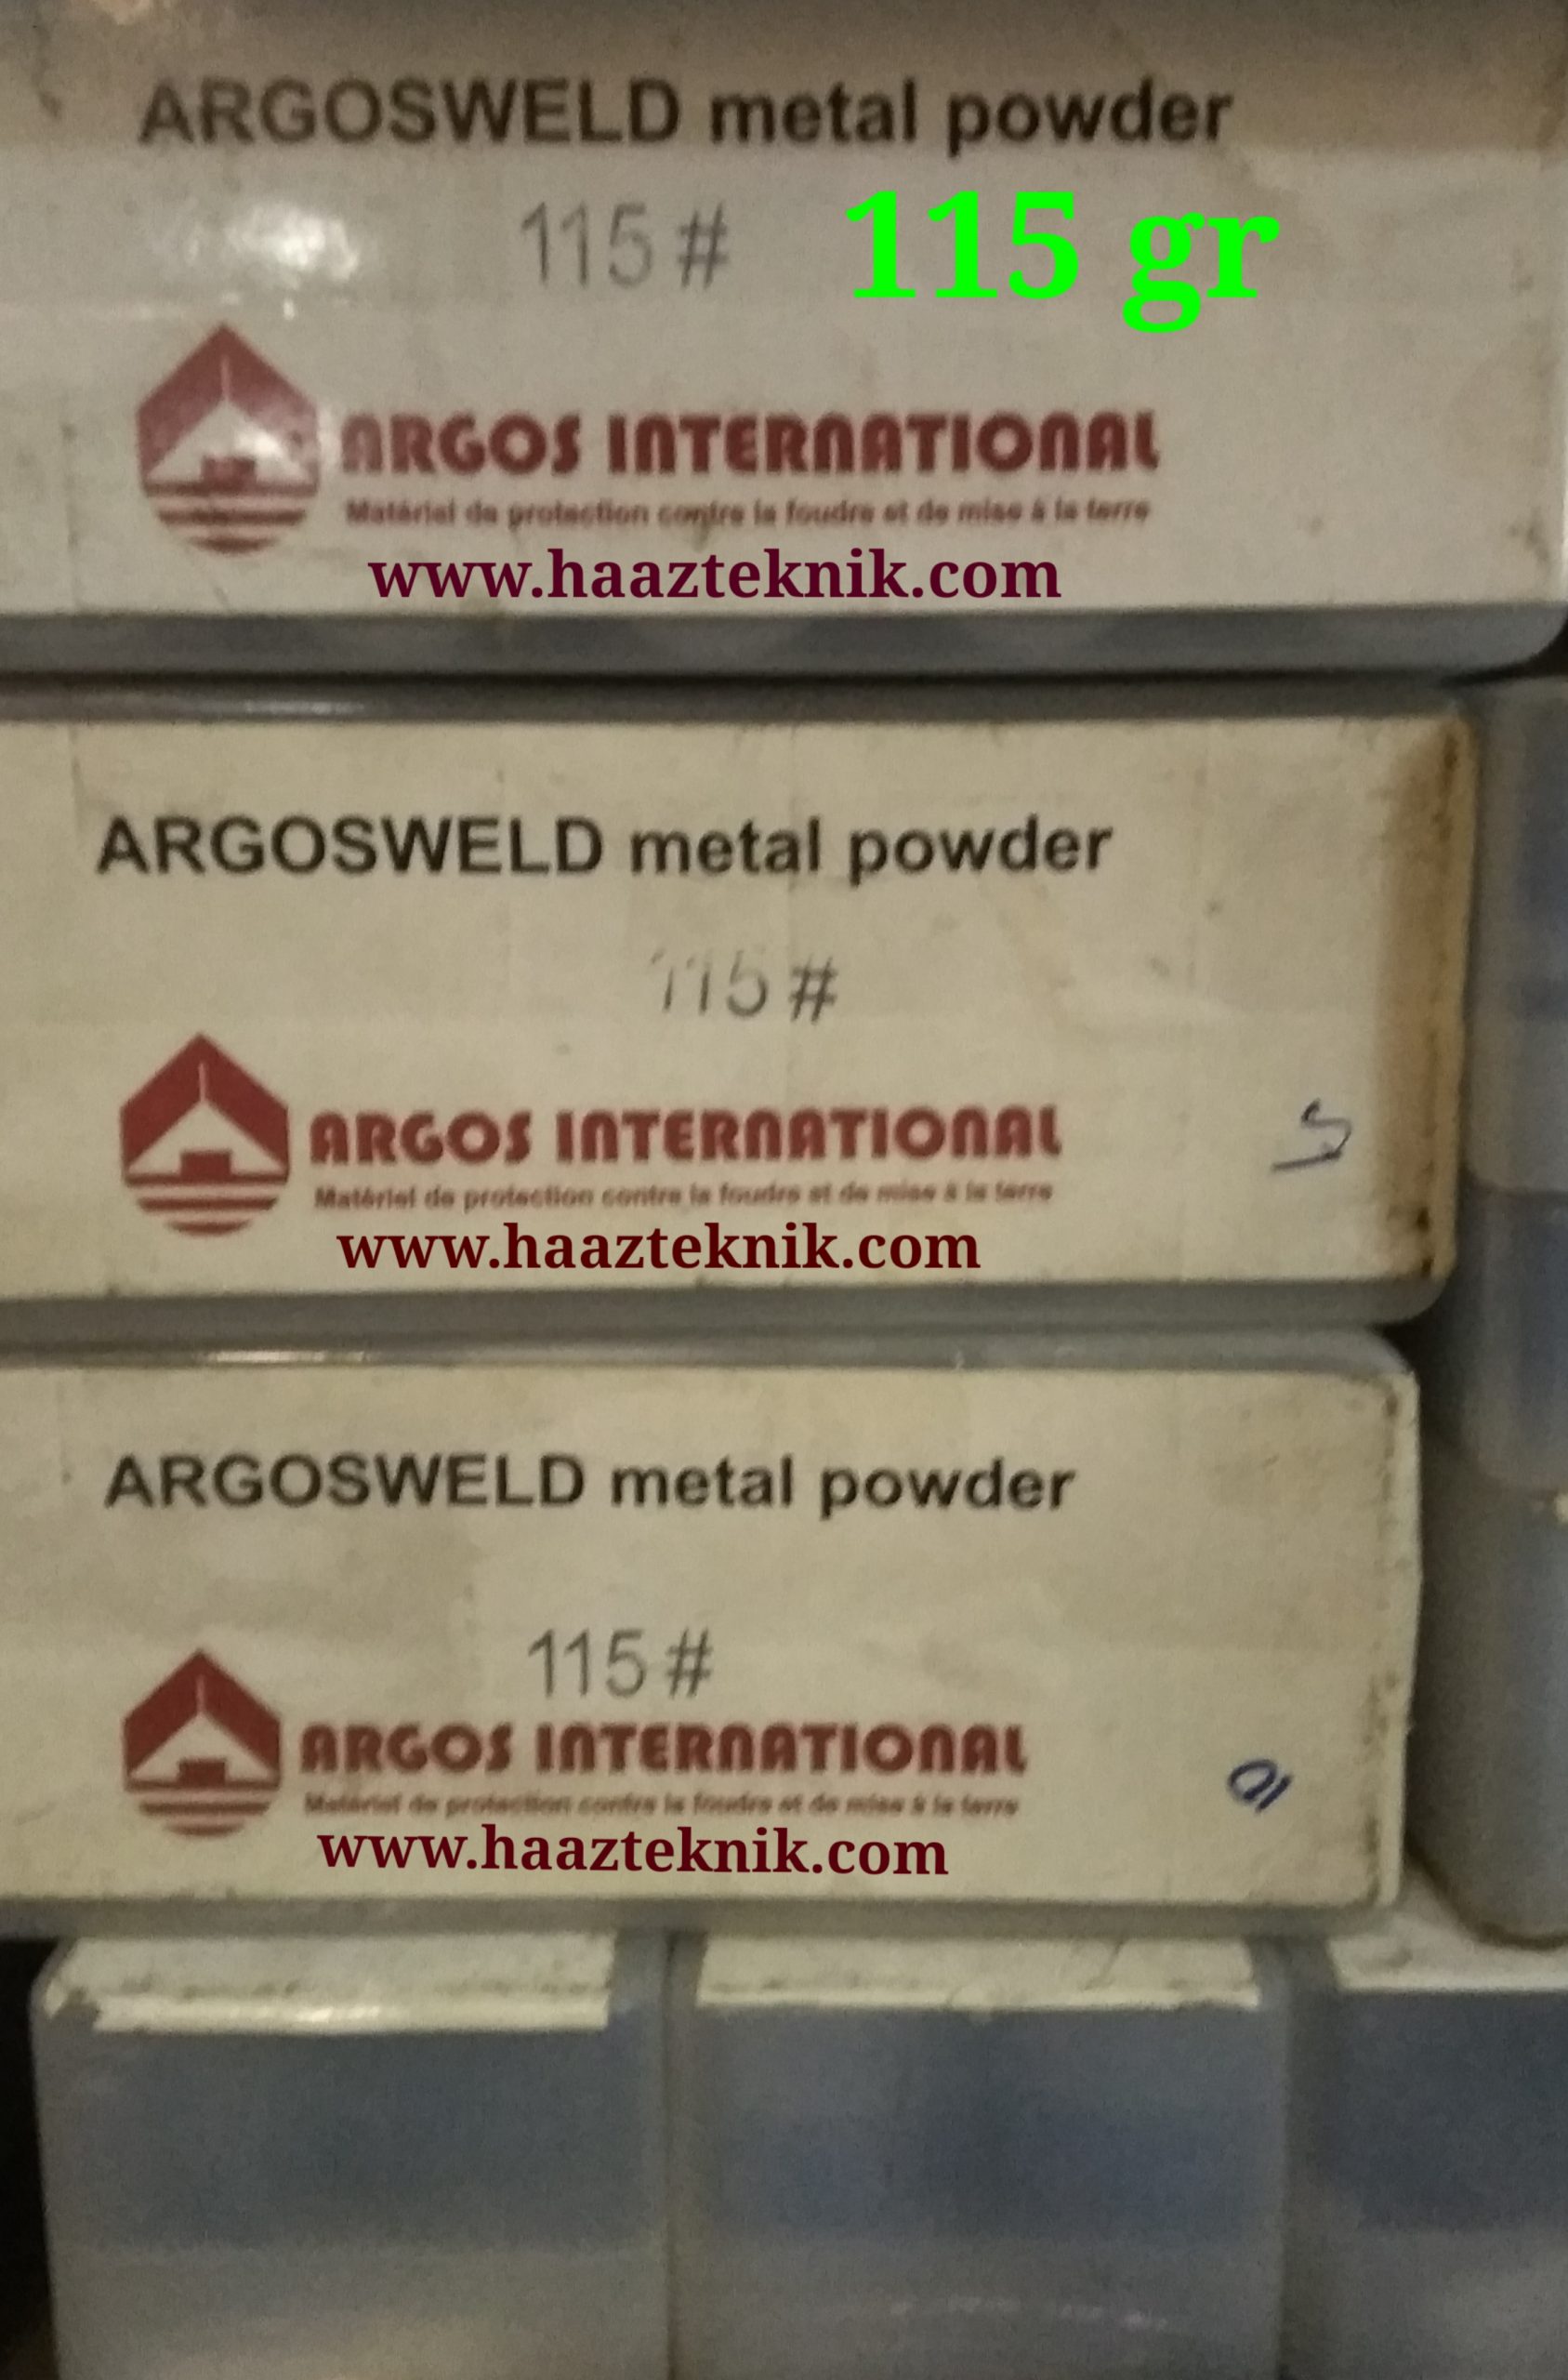 ARGOSWELD metal powder
115 # 115 gr
ARGOS INTERNATIONAL
Matériel de protection contre la foudre et de mise à la terre
www.haazteknik.com
ARGOSWELD metal powder
115 #
ARGOS INTERNATIONAL
Matériel de protection contre la foudre et de mise à la terre
www.haazteknik.com
ARGOSWELD metal powder
115 #
ARGOS INTERNATIONAL
Matériel de protection contre la foudre et de mise à la terre
www.haazteknik.com